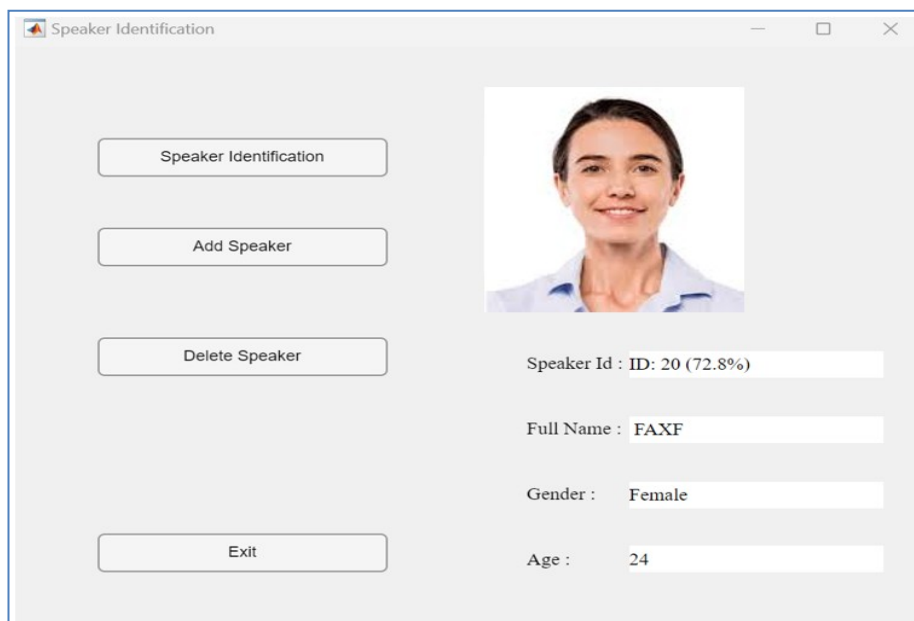 Speaker Identification
Speaker Identification
Add Speaker
Delete Speaker
Exit
Speaker Id : ID: 20 (72.8%)
Full Name : FAXF
Gender : Female
Age : 24